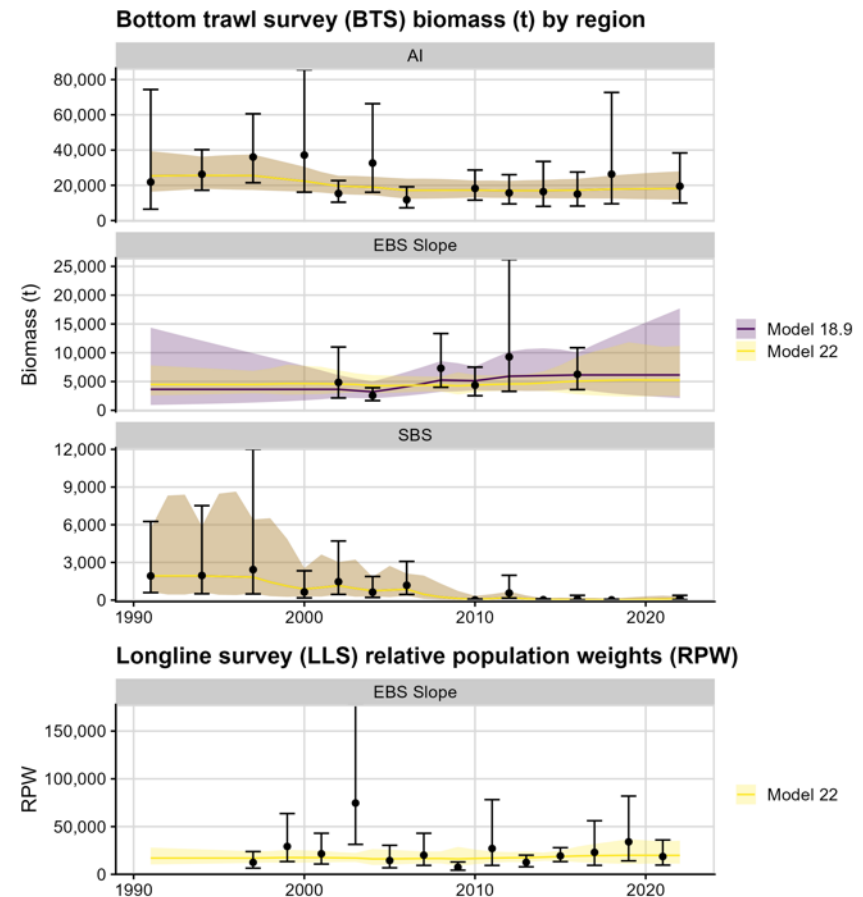 Bottom trawl survey (BTS) biomass (t) by region
AI
80,000
60,000
40,000
20,000
0
EBS Slope
25,000
20,000
15,000
10,000
5,000
0
Biomass (t)
Model 18.9
Model 22
SBS
12,000
9,000
6,000
3,000
0
1990 2000 2010 2020
Longline survey (LLS) relative population weights (RPW)
EBS Slope
150,000
100,000
50,000
0
RPW
Model 22
1990 2000 2010 2020